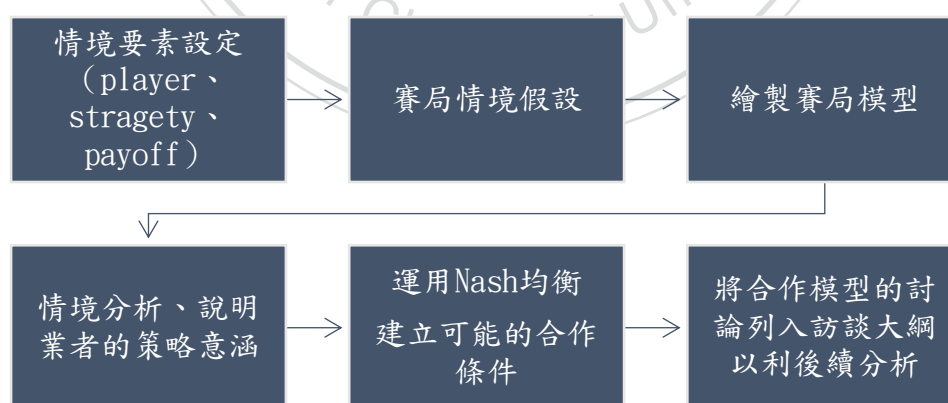 情境要素設定
（player、
stragety、
payoff）
賽局情境假設
繪製賽局模型
情境分析、說明
業者的策略意涵
運用Nash均衡
建立可能的合作
條件
將合作模型的討
論列入訪談大綱
以利後續分析